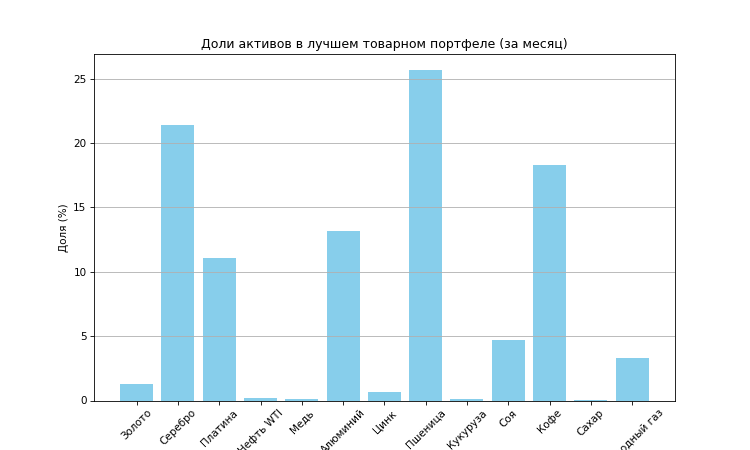 Доли активов в лучшем товарном портфеле (за месяц)
Доля (%)
25
20
15
10
5
0
Золото
Серебро
Платина
Нефть WTI
Медь
Алюминий
Цинк
Пшеница
Кукуруза
Соя
Кофе
Сахар
газ